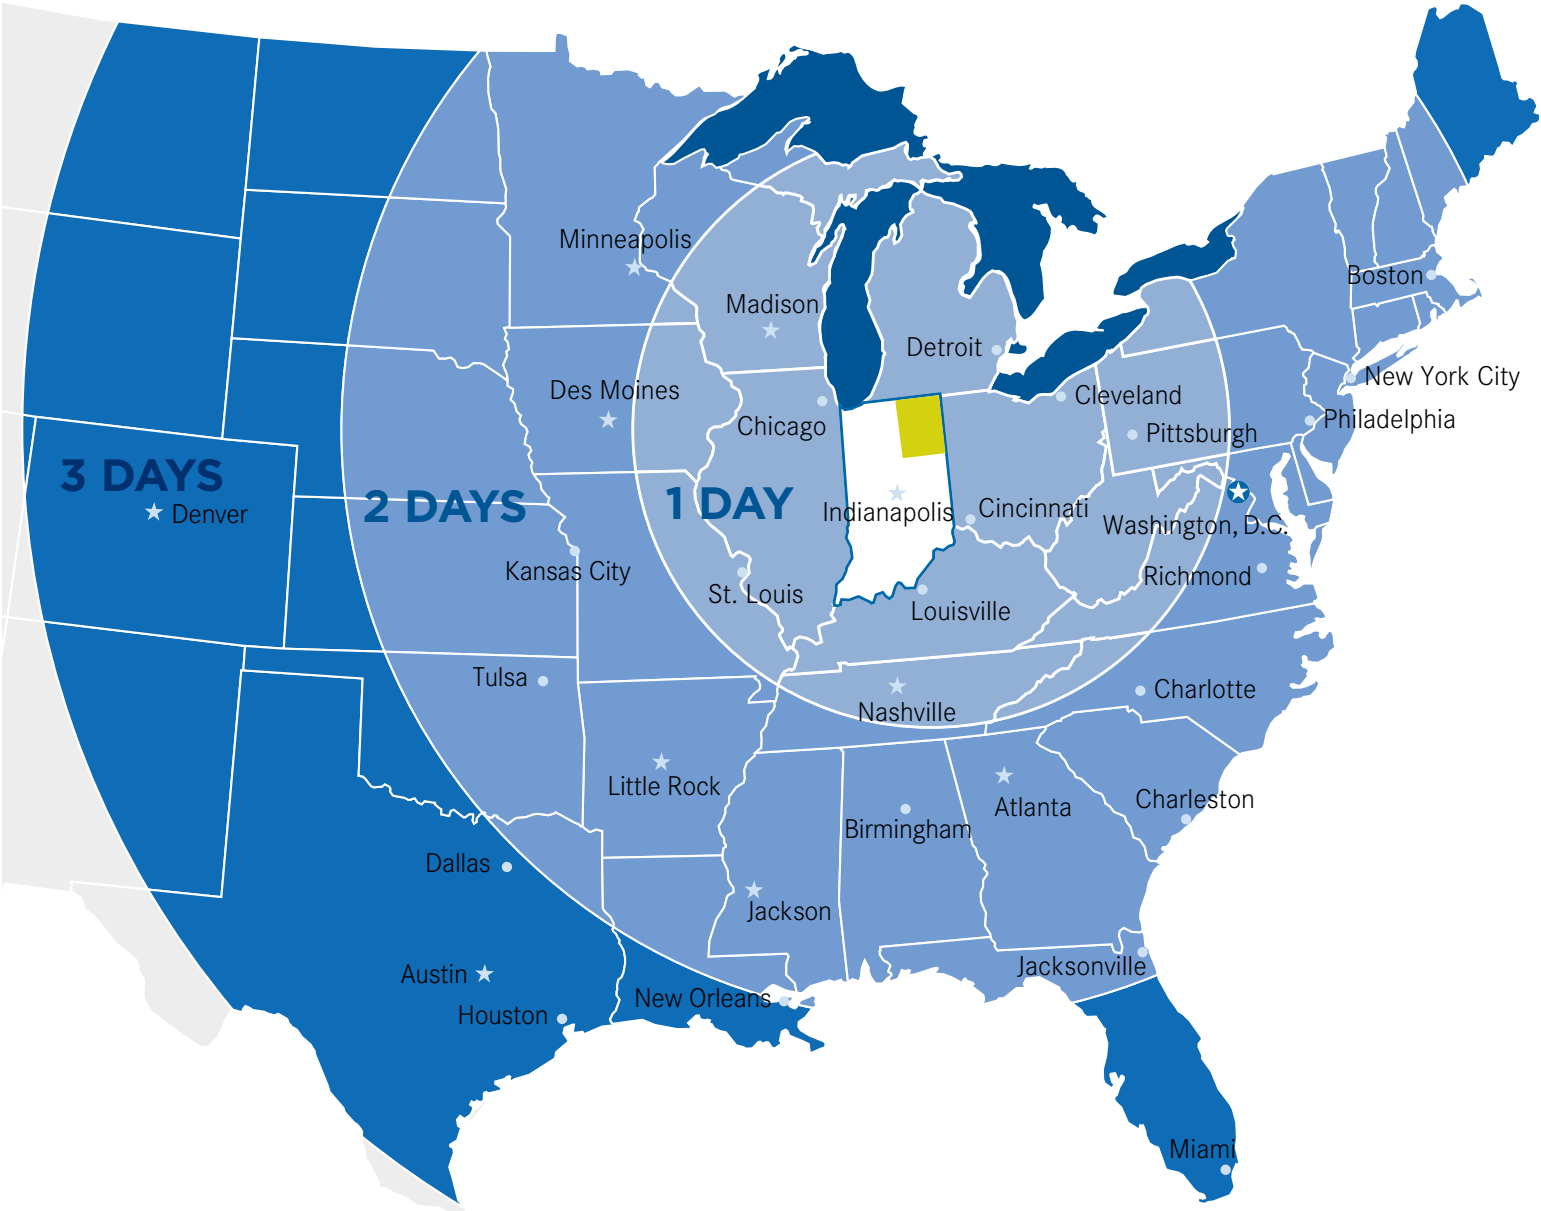 Minneapolis
Boston
Madison
Detroit
New York City
Des Moines
Cleveland
Chicago
Philadelphia
Pittsburgh
3 DAYS
2 DAYS
1 DAY
Denver
Indianapolis
Cincinnati
Washington, D.C.
Kansas City
Richmond
St. Louis
Louisville
Tulsa
Charlotte
Nashville
Little Rock
Charleston
Atlanta
Birmingham
Dallas
Jackson
Jacksonville
Austin
New Orleans
Houston
Miami